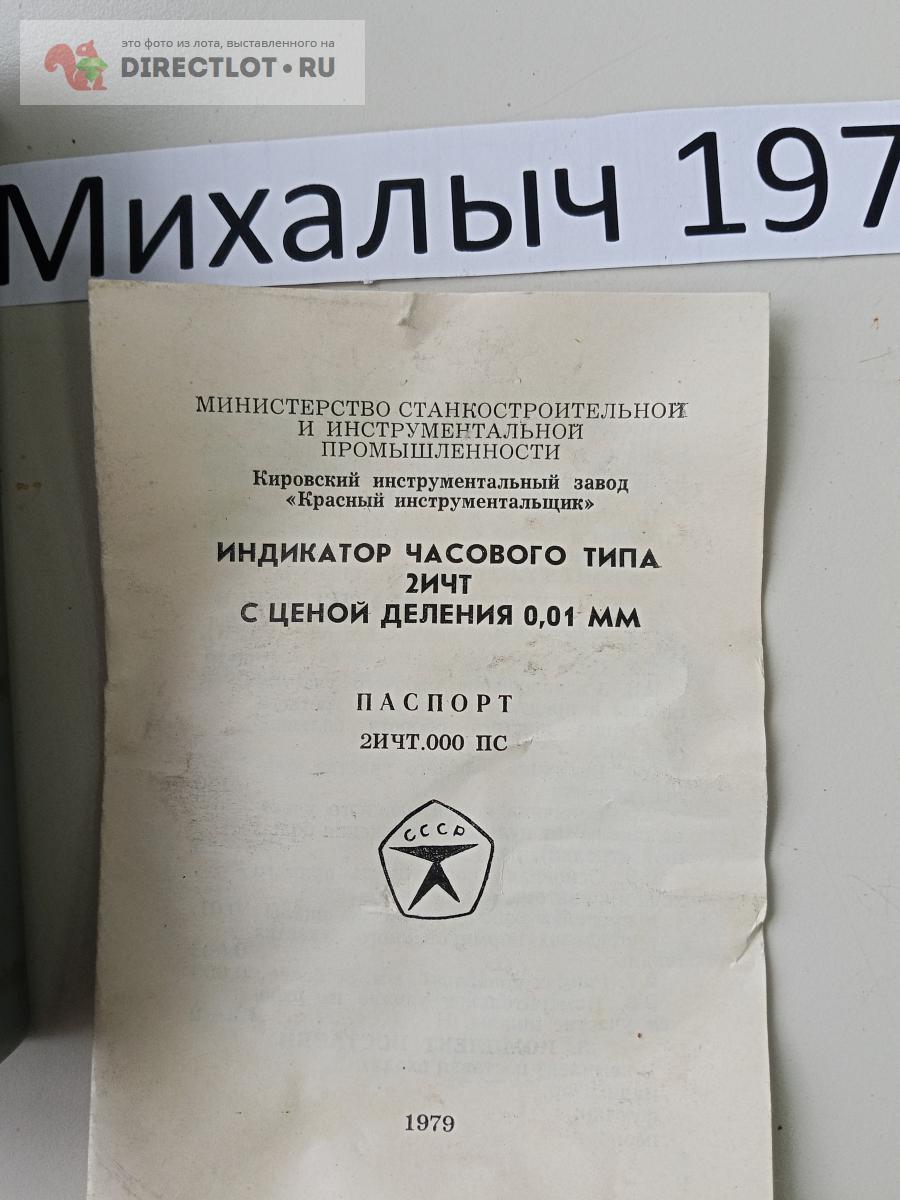 это фото из лота, выставленного на
DIRECTLOT.RU
Михалыч 197
МИНИСТЕРСТВО СТАНКОСТРОИТЕЛЬНОЙ
И ИНСТРУМЕНТАЛЬНОЙ
ПРОМЫШЛЕННОСТИ
Кировский инструментальный завод
«Красный инструментальщик»
ИНДИКАТОР ЧАСОВОГО ТИПА
2ИЧТ
С ЦЕНОЙ ДЕЛЕНИЯ 0,01 ММ
ПАСПОРТ
2ИЧТ.000 ПС
СССР
1979